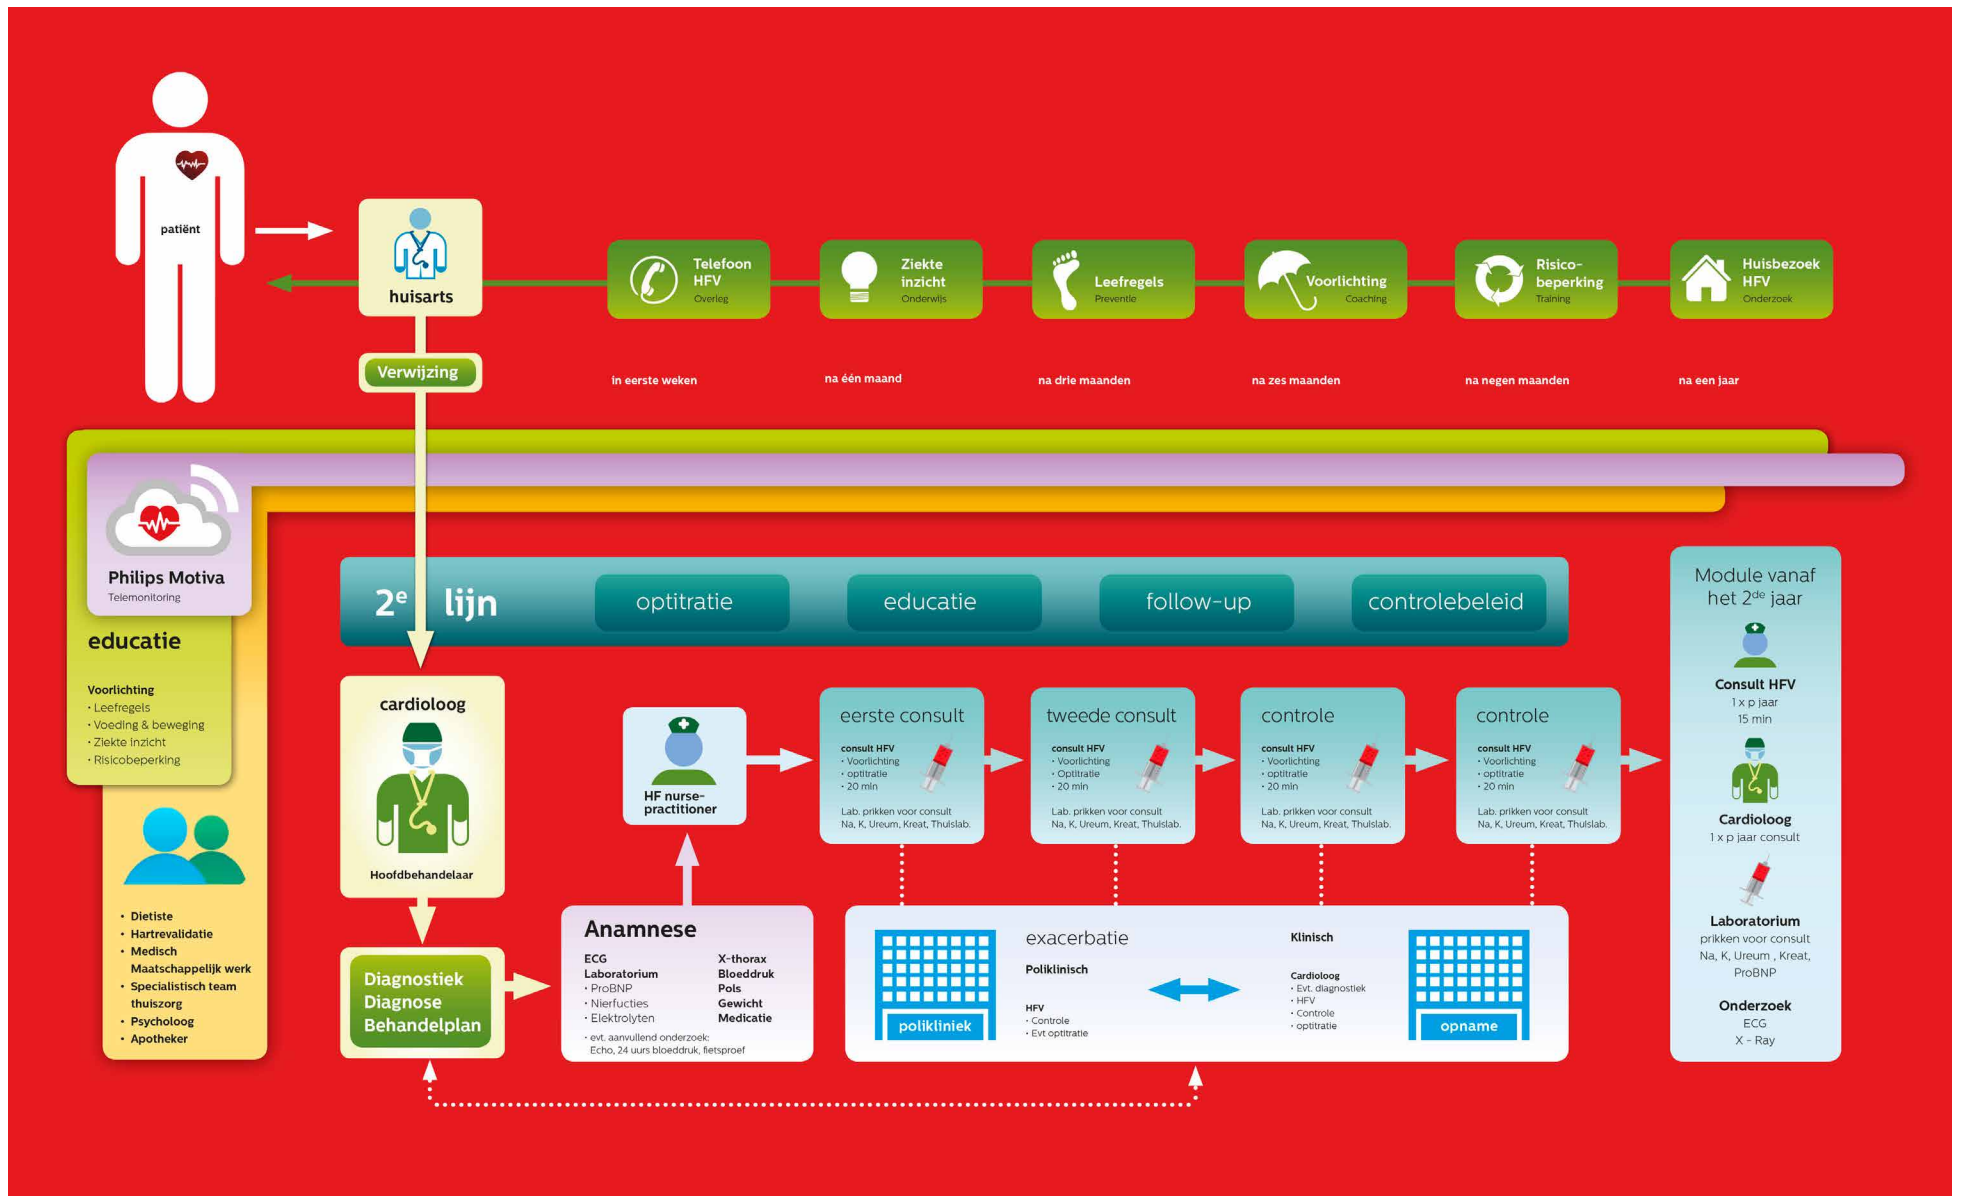 patiënt
huisarts
Verwijzing
Telefoon
HFV
Overleg
Ziekte
inzicht
Onderwijs
Leefregels
Preventie
Voorlichting
Coaching
Risico-
beperking
Training
Huisbezoek
HFV
Onderzoek
in eerste weken
na één maand
na drie maanden
na zes maanden
na negen maanden
na een jaar
Philips Motiva
Telemonitoring
educatie
Voorlichting
· Leefregels
· Voeding & beweging
· Ziekte inzicht
· Risicobeperking
• Dietiste
• Hartrevalidatie
• Medisch
Maatschappelijk werk
• Specialistisch team
thuiszorg
• Psycholoog
• Apotheker
2e lijn
optitratie
educatie
follow-up
controlebeleid
cardioloog
Hoofdbehandelaar
Diagnostiek
Diagnose
Behandelplan
HF nurse-
practitioner
Anamnese
ECG
Laboratorium
· ProBNP
· Nierfucties
· Elektrolyten
X-thorax
Bloeddruk
Pols
Gewicht
Medicatie
· evt. aanvullend onderzoek:
Echo, 24 uurs bloeddruk, fietsproef
eerste consult
consult HFV
· Voorlichting
· optitratie
· 20 min
Lab. prikken voor consult
Na, K, Ureum, Kreat, Thuislab.
tweede consult
consult HFV
· Voorlichting
· Optitratie
· 20 min
Lab. prikken voor consult
Na, K, Ureum, Kreat, Thuislab.
controle
consult HFV
· Voorlichting
· optitratie
· 20 min
Lab. prikken voor consult
Na, K, Ureum, Kreat, Thuislab.
controle
consult HFV
· Voorlichting
· optitratie
· 20 min
Lab. prikken voor consult
Na, K, Ureum, Kreat, Thuislab.
polikliniek
exacerbatie
Poliklinisch
HFV
· Controle
· Evt optitratie
Klinisch
Cardioloog
· Evt. diagnostiek
· HFV
· Controle
· optitratie
opname
Module vanaf
het 2de jaar
Consult HFV
1 x p jaar
15 min
Cardioloog
1 x p jaar consult
Laboratorium
prikken voor consult
Na, K, Ureum , Kreat,
ProBNP
Onderzoek
ECG
X - Ray